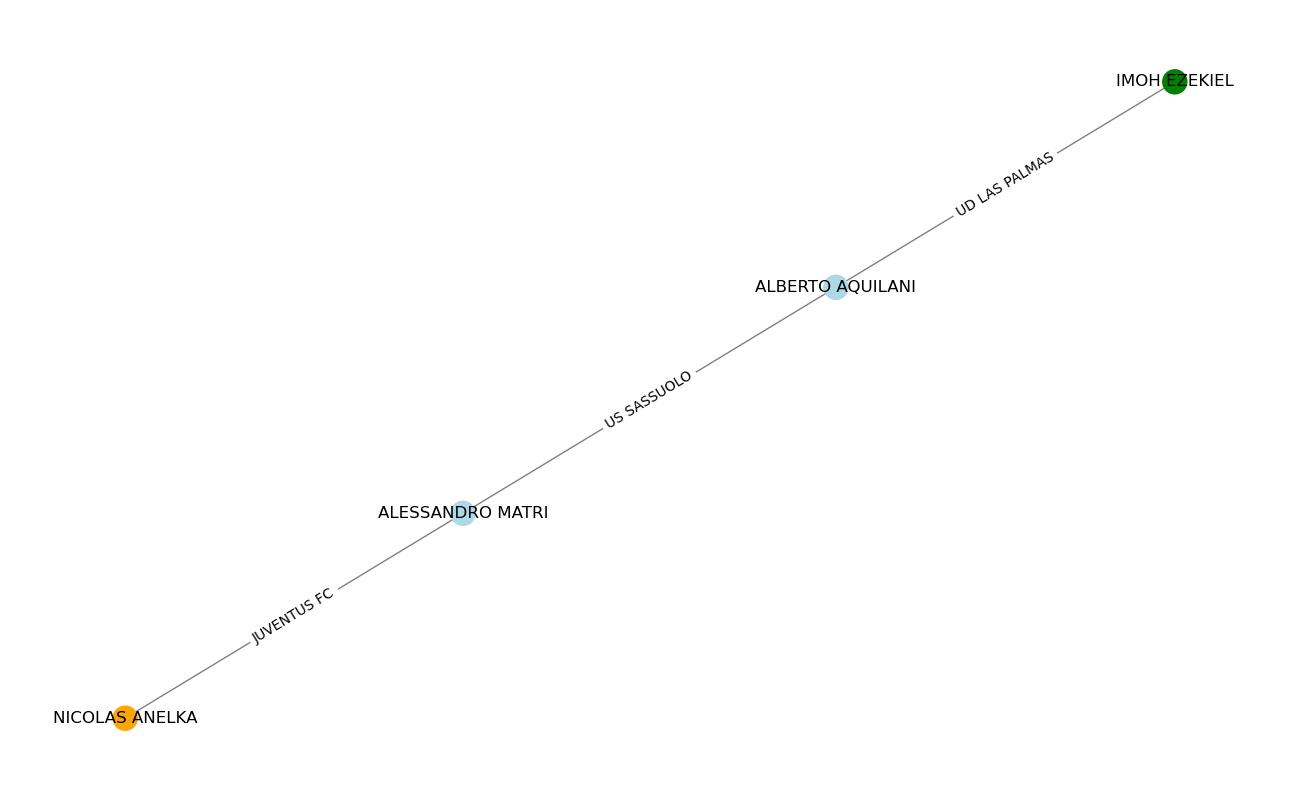 IMOH EZEKIEL
UD LAS PALMAS
ALBERTO AQUILANI
US SASSUOLO
ALESSANDRO MATRI
JUVENTUS FC
NICOLAS ANELKA